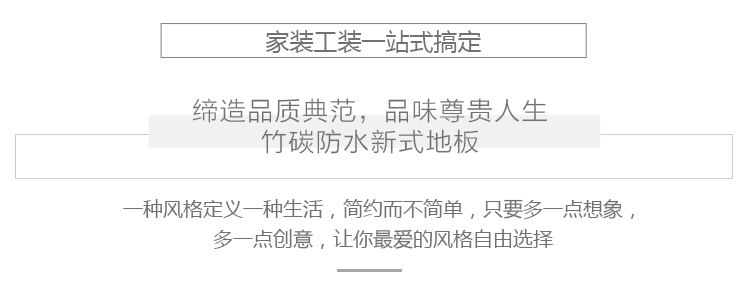 家装工装一站式搞定
缔造品质典范，品味尊贵人生
竹碳防水新式地板
一种风格定义一种生活，简约而不简单，只要多一点想象，
多一点创意，让你最爱的风格自由选择